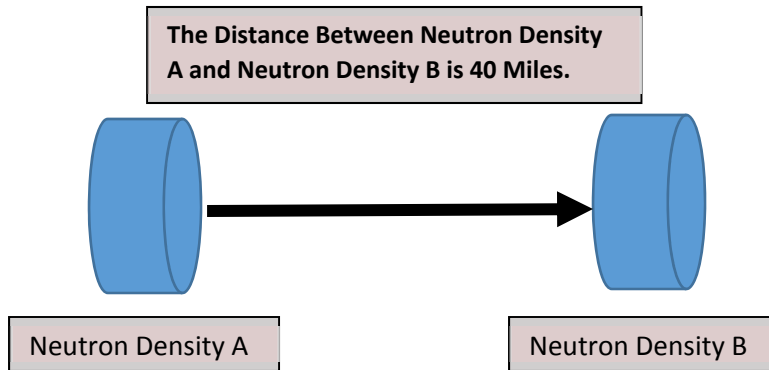 The Distance Between Neutron Density
A and Neutron Density B is 40 Miles.
Neutron Density A
Neutron Density B